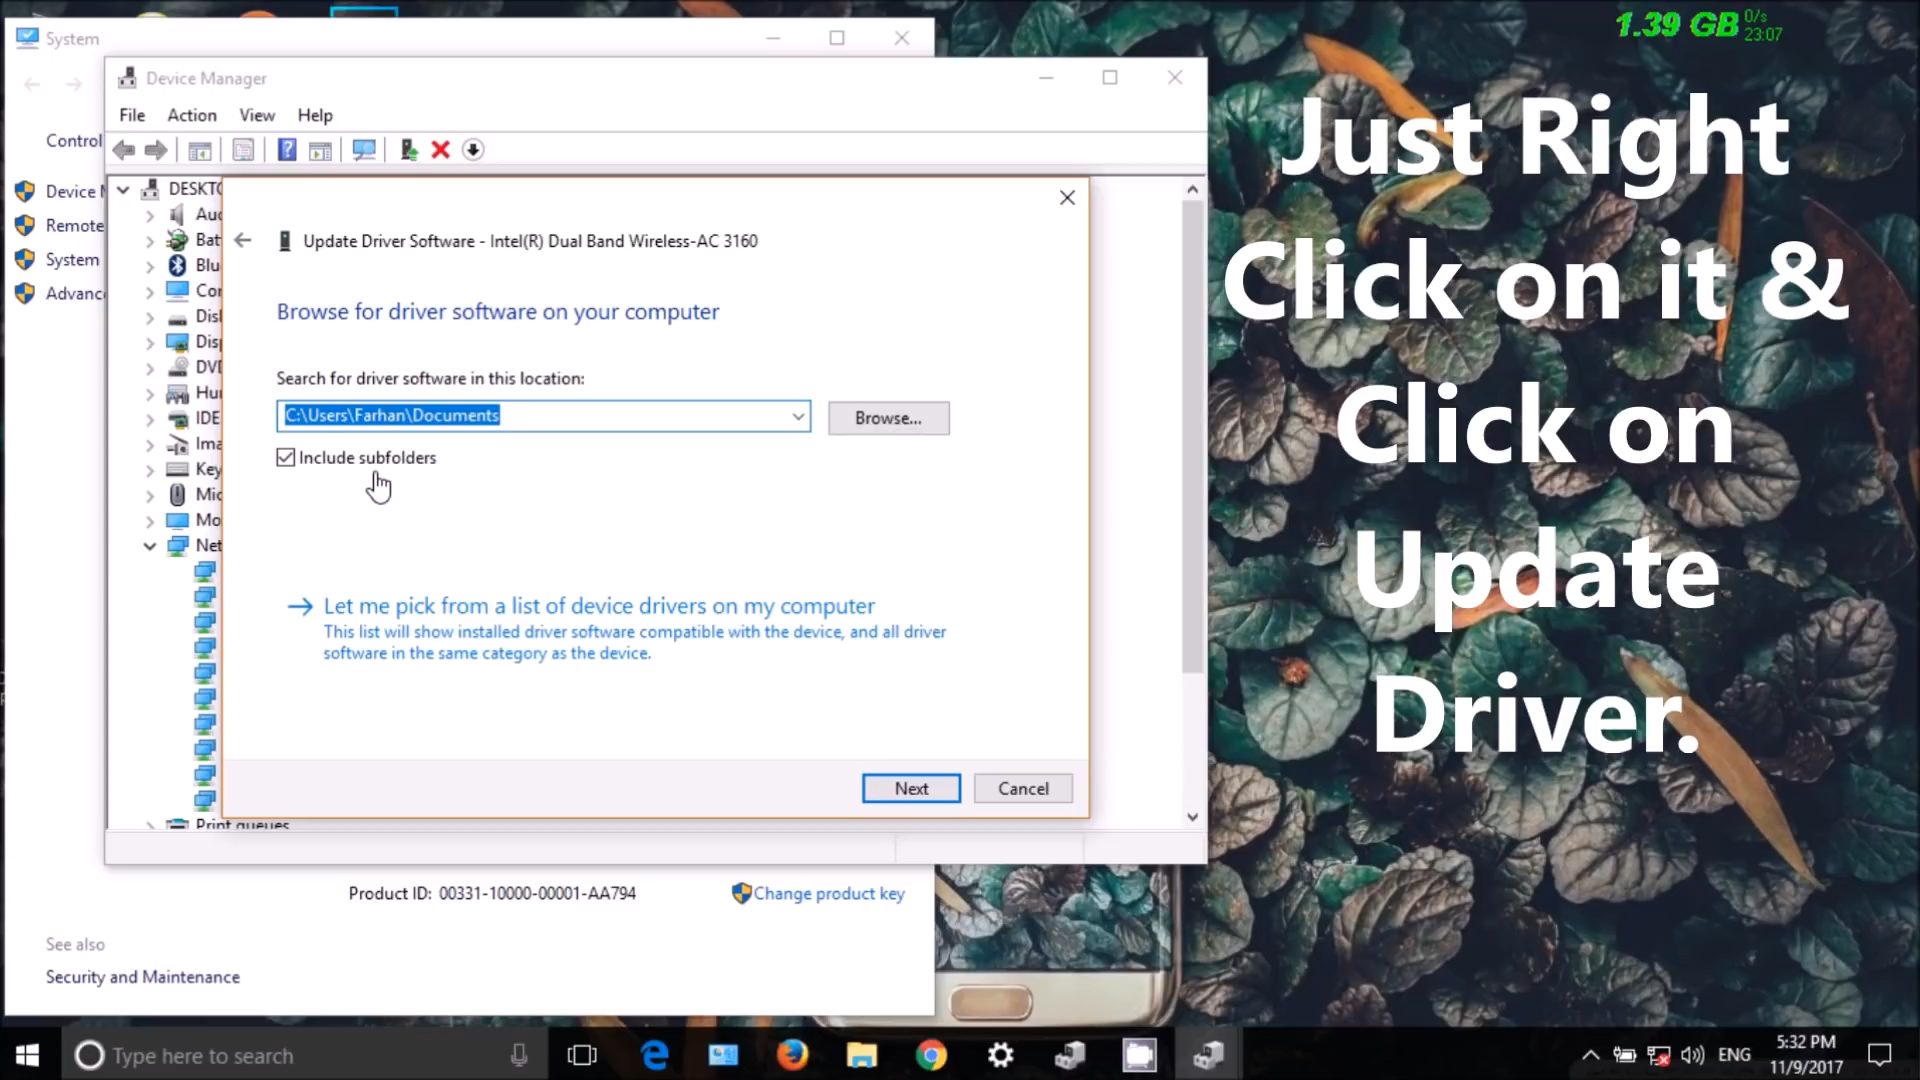 System
1.39 GB 0/s
23:07
Device Manager
File Action View Help
Control
Device M
Remote
System
Advanc
DESKTO
Aud
Bat
Blu
Cor
Disl
Disp
DVD
Hur
IDE
Ima
Key
Mic
Mo
Net
Print queues
Update Driver Software - Intel(R) Dual Band Wireless-AC 3160
Browse for driver software on your computer
Search for driver software in this location:
C:\Users\Farhan\Documents
Browse...
Include subfolders
Let me pick from a list of device drivers on my computer
This list will show installed driver software compatible with the device, and all driver
software in the same category as the device.
Next Cancel
Just Right
Click on it &
Click on
Update
Driver.
Product ID: 00331-10000-00001-AA794
Change product key
See also
Security and Maintenance
Type here to search
ENG
5:32 PM
11/9/2017